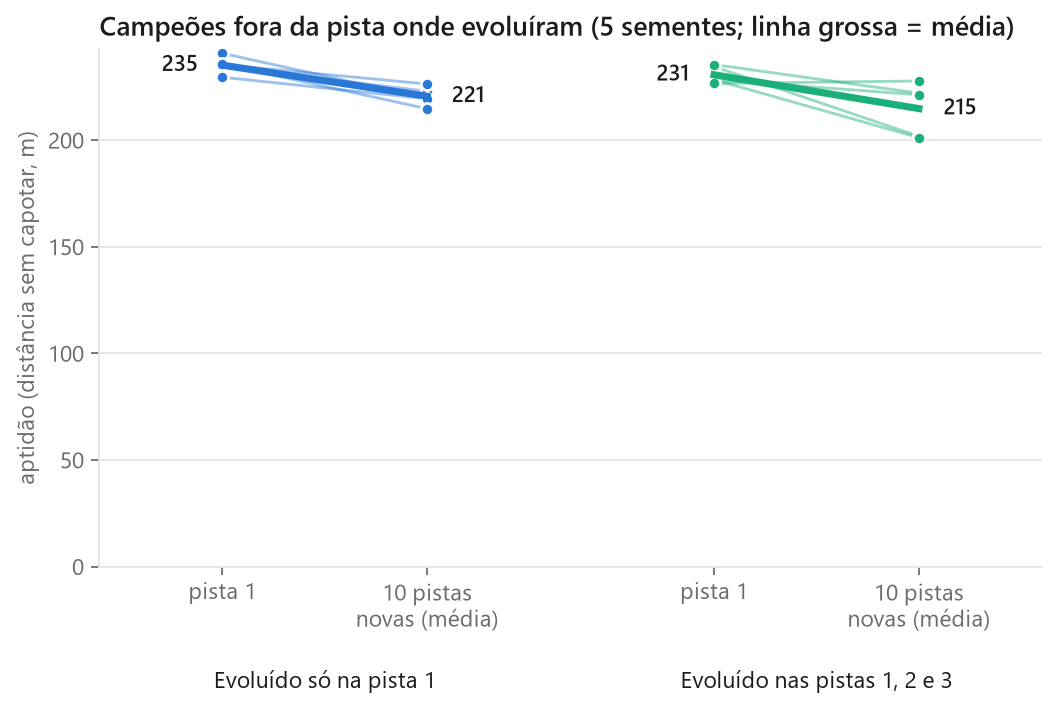 Campeões fora da pista onde evoluíram (5 sementes; linha grossa = média)
aptidão (distância sem capotar, m)
200
150
100
50
0
235
221
231
215
pista 1
10 pistas
novas (média)
pista 1
10 pistas
novas (média)
Evoluído só na pista 1
Evoluído nas pistas 1, 2 e 3